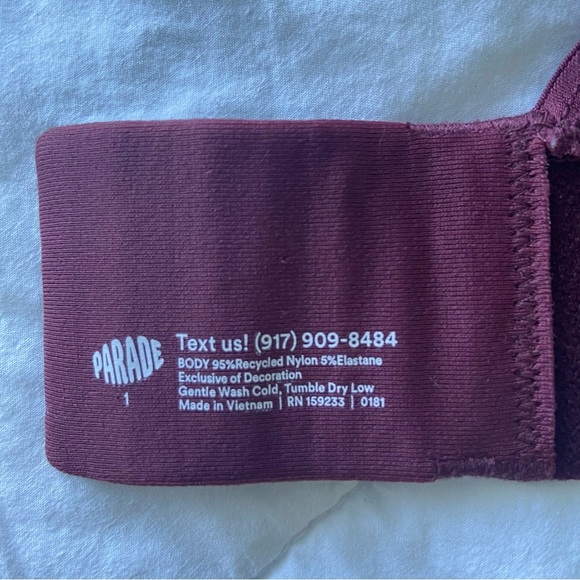 PARADE
1
Text us! (917) 909-8484
BODY 95%Recycled Nylon 5%Elastane
Exclusive of Decoration
Gentle Wash Cold, Tumble Dry Low
Made in Vietnam | RN 159233 | 0181